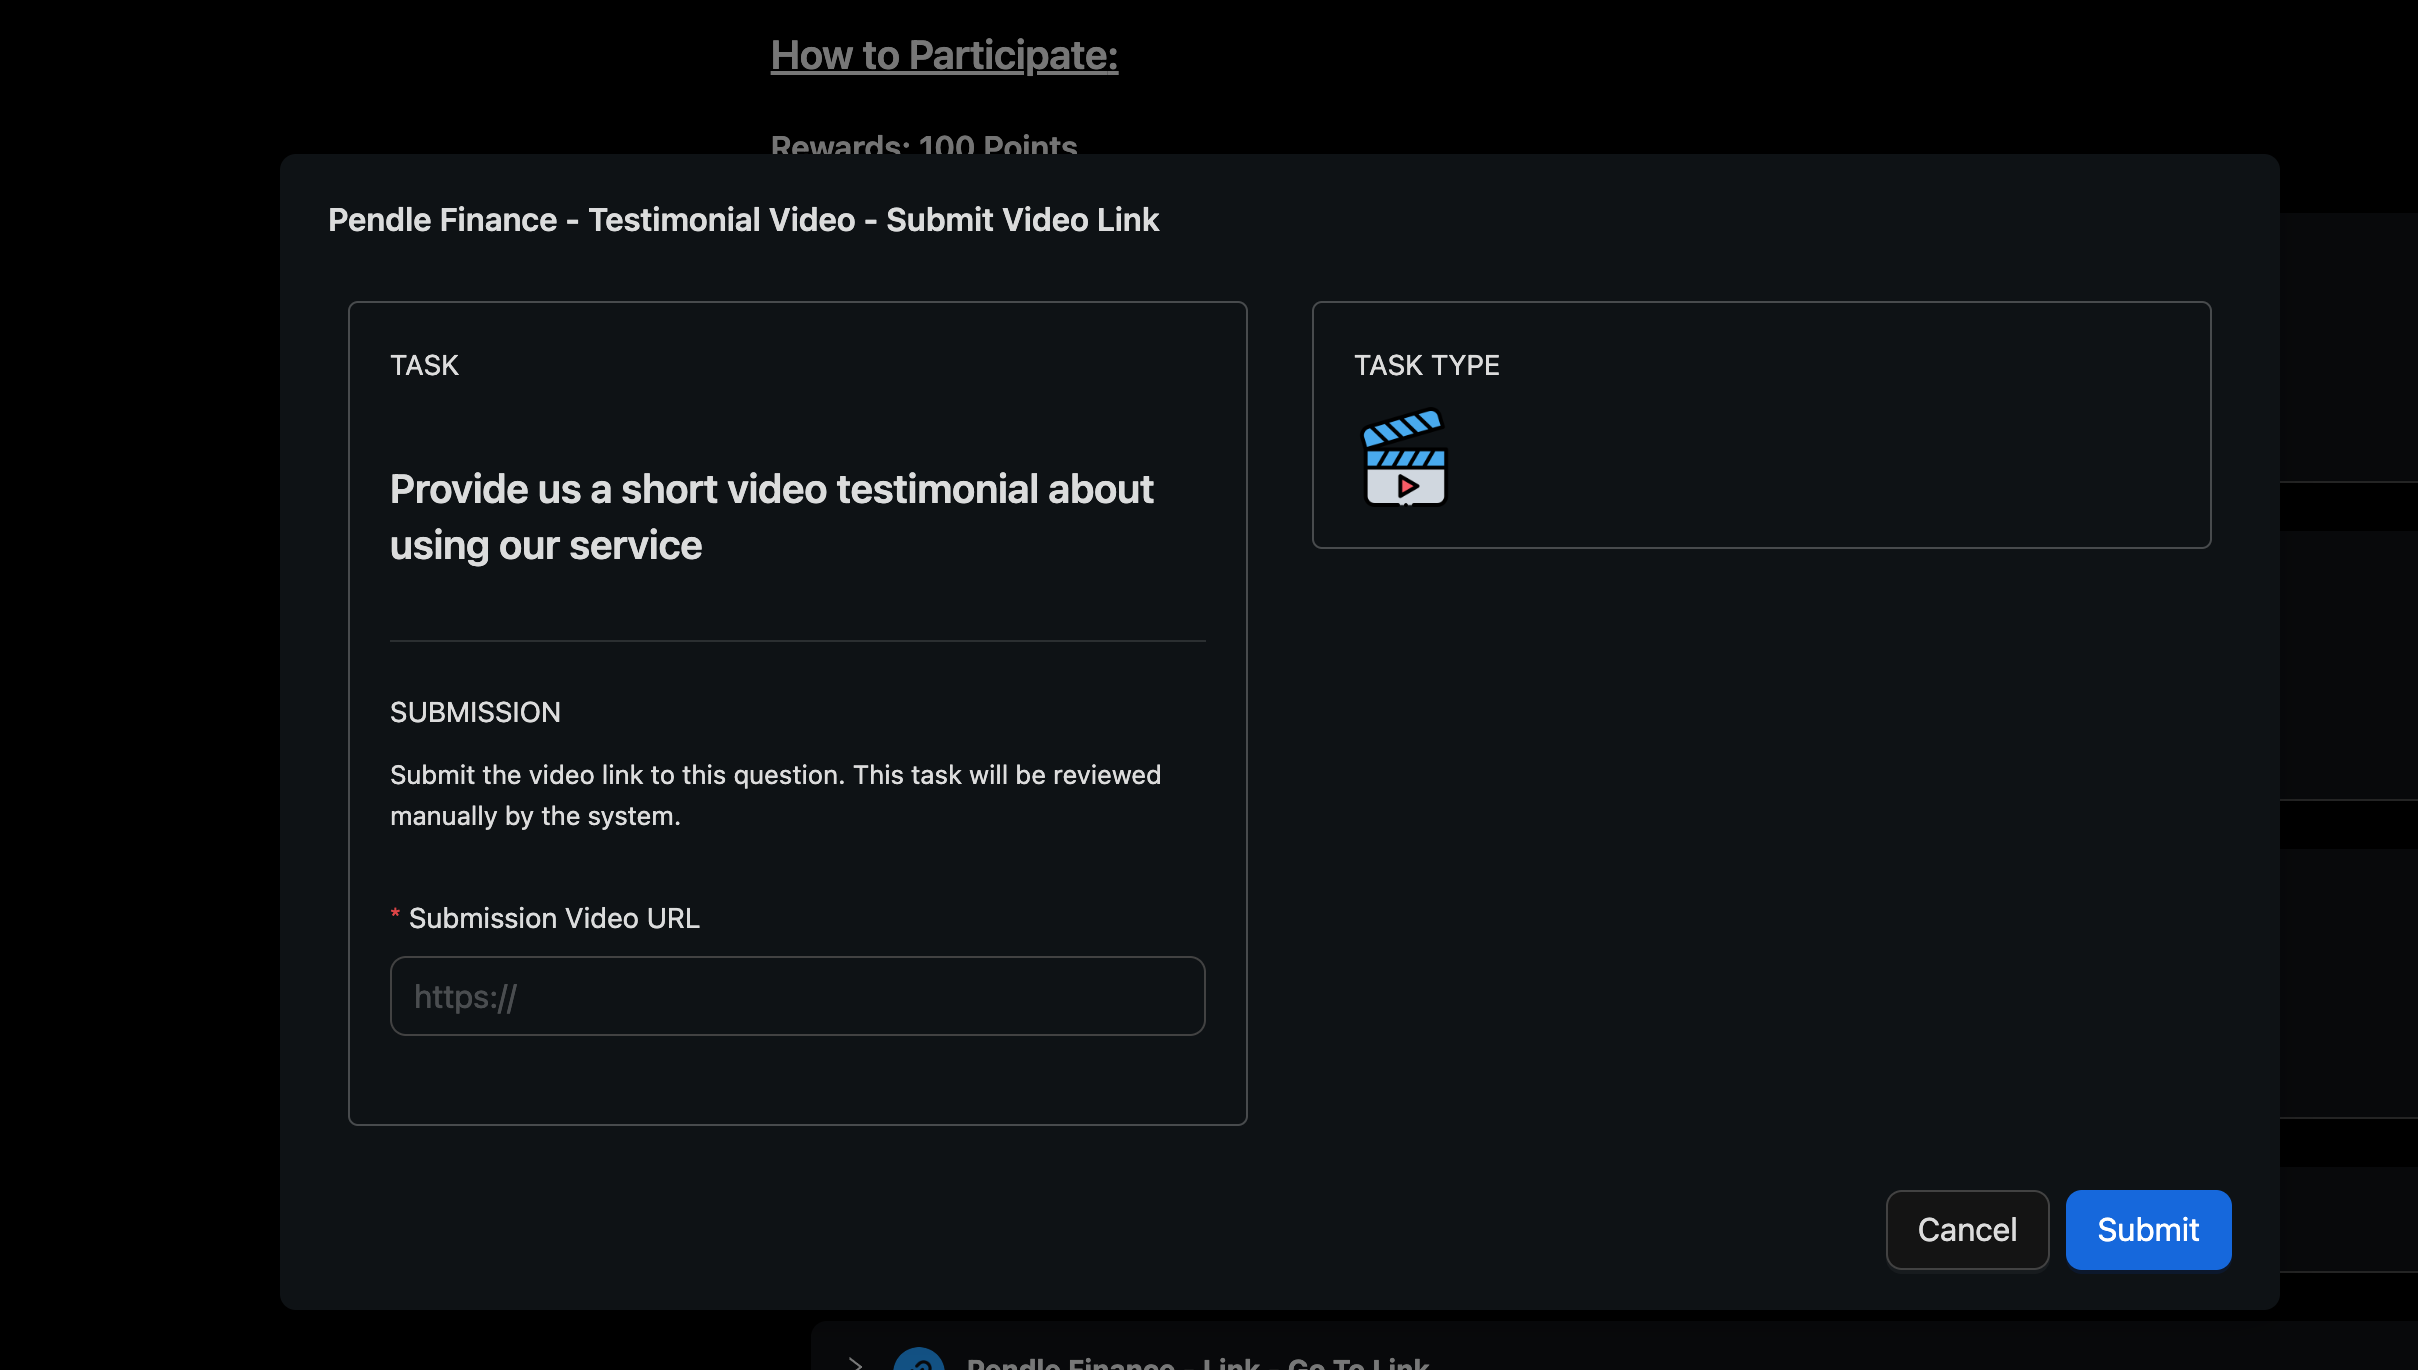 How to Participate:
Rewards: 100 Points
Pendle Finance - Testimonial Video - Submit Video Link
TASK
Provide us a short video testimonial about
using our service
SUBMISSION
Submit the video link to this question. This task will be reviewed
manually by the system.
* Submission Video URL
https://
TASK TYPE
Cancel
Submit
Pendle Finance - Link - Go To Link